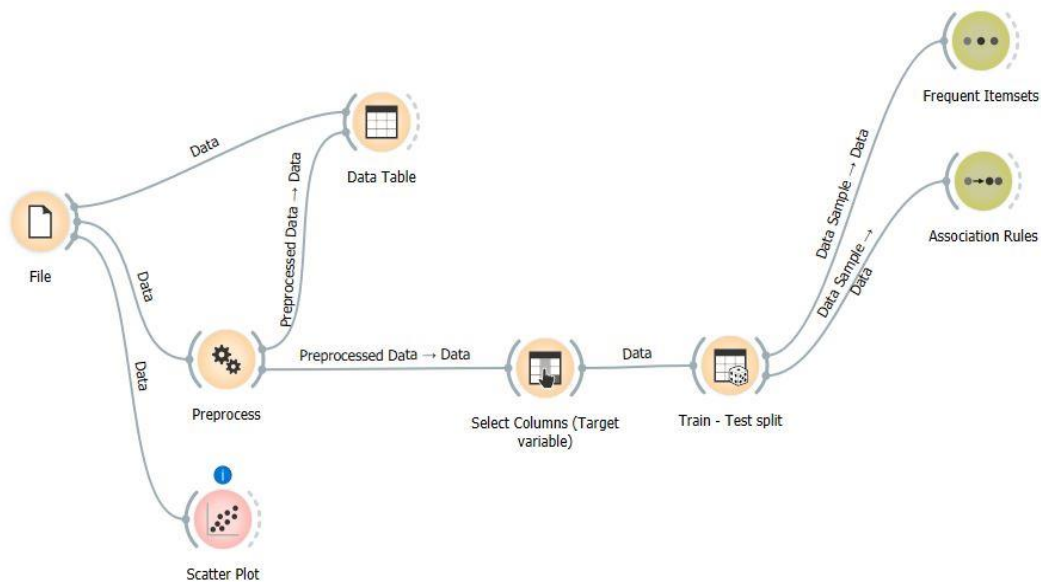 Frequent Itemsets
Data
Data Table
Data Sample → Data
Preprocessed Data → Data
Association Rules
Data Sample →
Data
File
Data
Data
Preprocessed Data → Data
Data
Preprocess
Select Columns (Target
variable)
Train - Test split
i
Scatter Plot